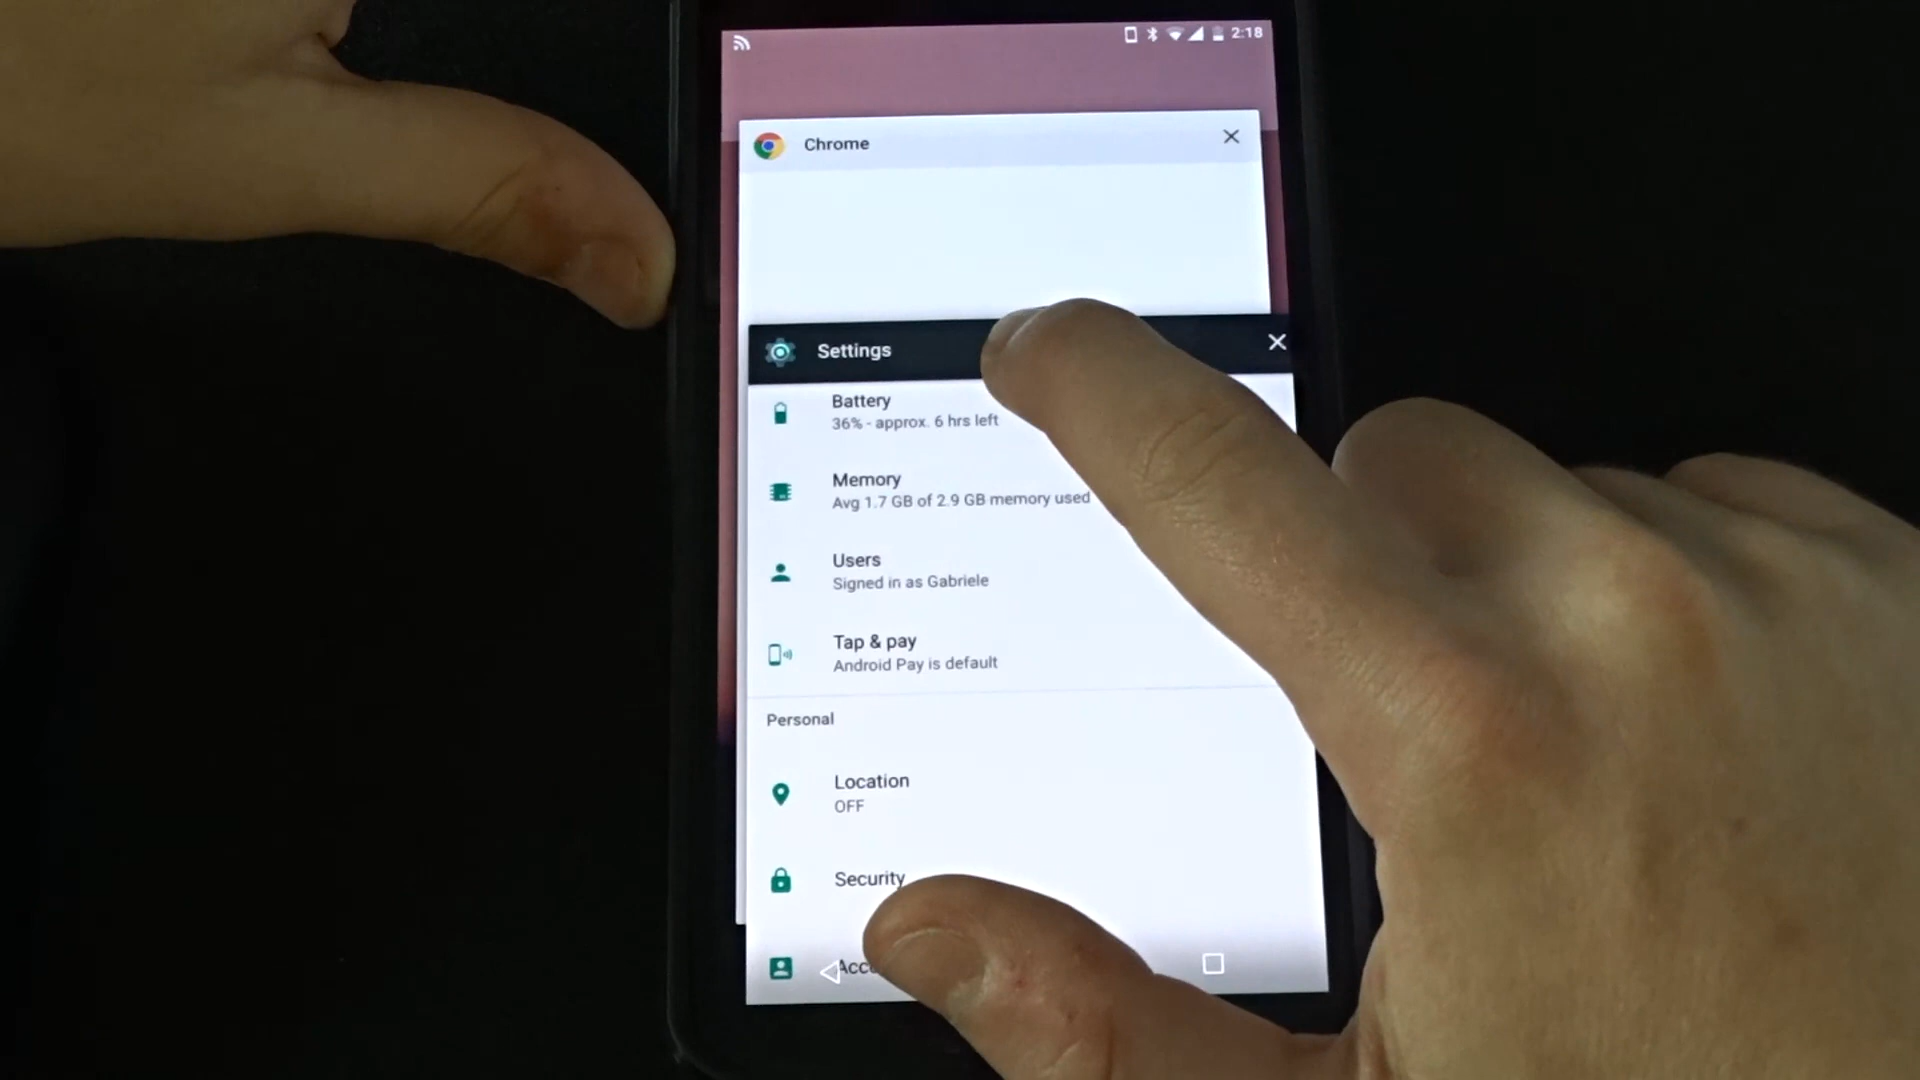 2:18
Chrome
Settings
Battery
36% - approx. 6 hrs left
Memory
Avg 1.7 GB of 2.9 GB memory used
Users
Signed in as Gabriele
Tap & pay
Android Pay is default
Personal
Location
OFF
Security